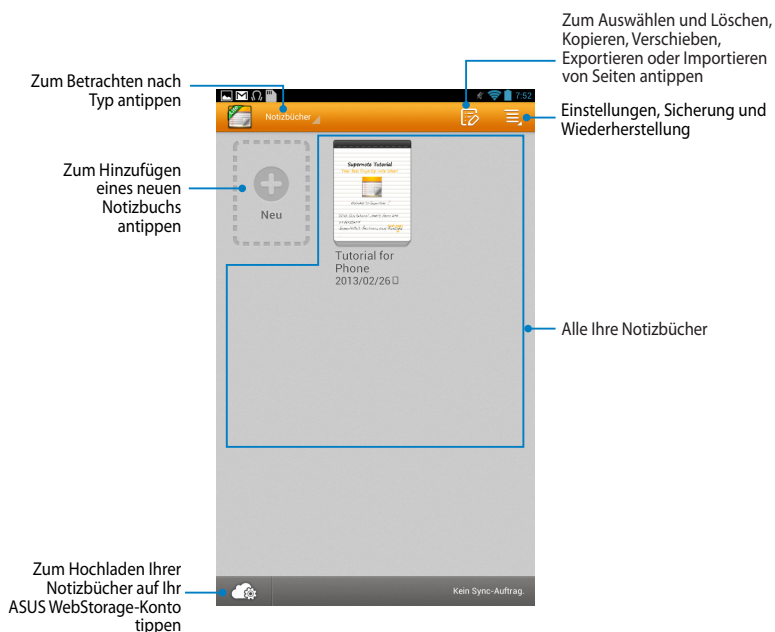 Zum Auswählen und Löschen,
Kopieren, Verschieben,
Exportieren oder Importieren
von Seiten antippen
Zum Betrachten nach
Typ antippen
7:52
Notizbücher
Einstellungen, Sicherung und
Wiederherstellung
Zum Hinzufügen
eines neuen
Notizbuchs
antippen
Neu
Supernote Tutorial
Tutorial for
Phone
2013/02/26
Alle Ihre Notizbücher
Zum Hochladen Ihrer
Notizbücher auf Ihr
ASUS WebStorage-Konto
tippen
Kein Sync-Auftrag.